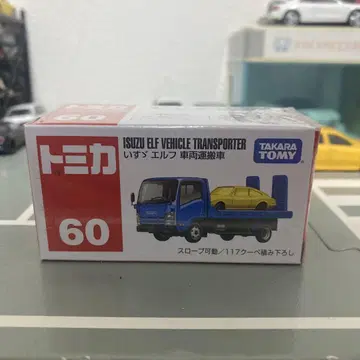 トミカ
60
ISUZU ELF VEHICLE TRANSPORTER
いすゞ エルフ 車両運搬車
TAKARA
TOMY
スロープ可動/117クーペ積み下ろし
60